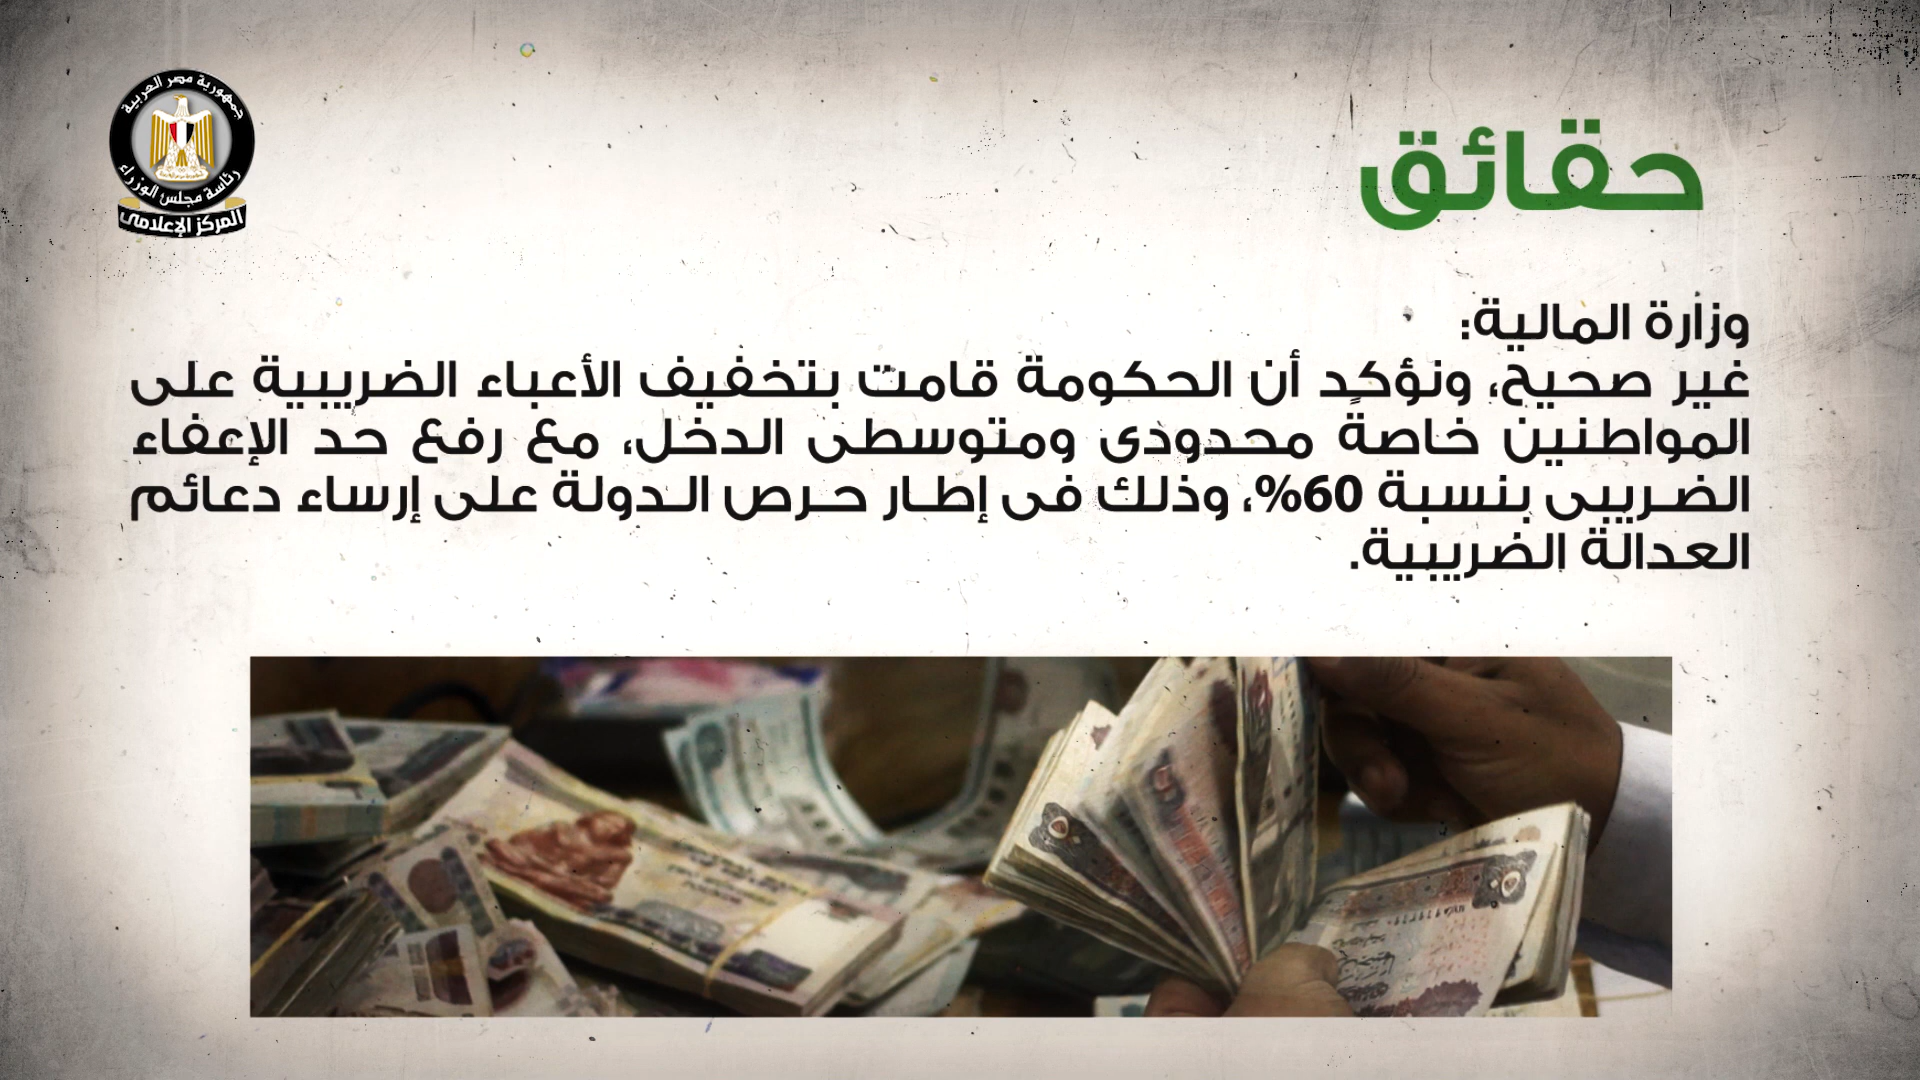 جمهورية مصر العربية
رئاسة مجلس الوزراء
المركز الإعلامى
حقائق
وزارة المالية:
غير صحيح، ونؤكد أن الحكومة قامت بتخفيف الأعباء الضريبية على
المواطنين خاصةً محدودى ومتوسطى الدخل، مع رفع حد الإعفاء
الضريبى بنسبة 60%، وذلك فى إطار حرص الدولة على إرساء دعائم
العدالة الضريبية.